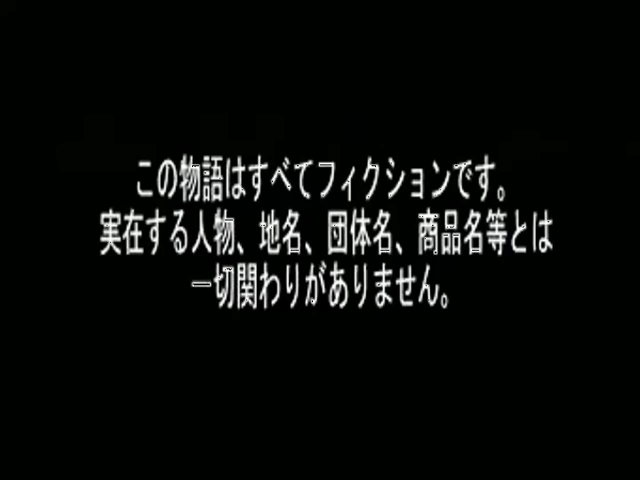 この物語はすべてフィクションです。
実在する人物、地名、団体名、商品名等とは
一切関わりがありません。